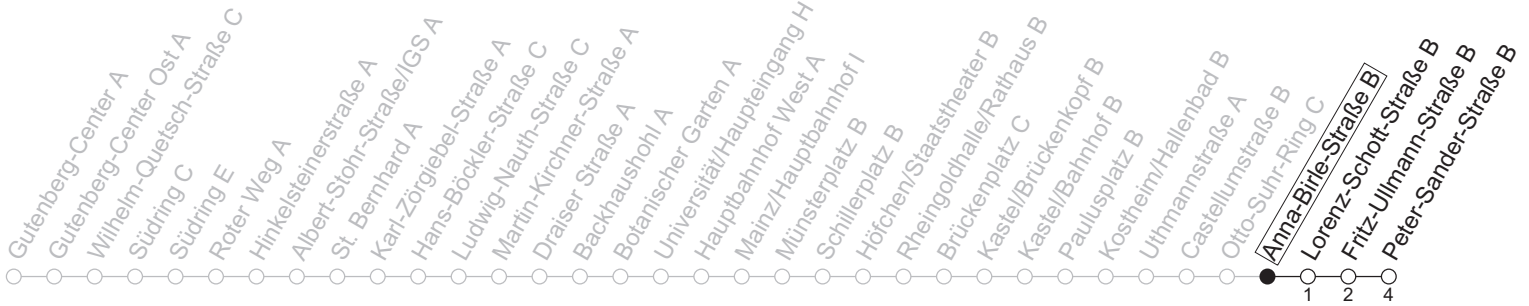 Gutenberg-Center A
Gutenberg-Center Ost A
Wilhelm-Quetsch-Straße C
Südring C
Südring E
Roter Weg A
Hinkelsteinerstraße A
Albert-Stohr-Straße/IGS A
St. Bernhard A
Karl-Zörgiebel-Straße A
Hans-Böckler-Straße C
Ludwig-Nauth-Straße C
Martin-Kirchner-Straße A
Draiser Straße A
Backhaushohl A
Botanischer Garten A
Universität/Haupteingang H
Hauptbahnhof West A
Mainz/Hauptbahnhof I
Münsterplatz B
Schillerplatz B
Höfchen/Staatstheater B
Rheingoldhalle/Rathaus B
Brückenplatz C
Kastel/Brückenkopf B
Kastel/Bahnhof B
Paulusplatz B
Kostheim/Hallenbad B
Uthmannstraße A
Castellumstraße B
Otto-Suhr-Ring C
Anna-Birle-Straße B
Lorenz-Schott-Straße B
Fritz-Ullmann-Straße B
Peter-Sander-Straße B
1 2 4